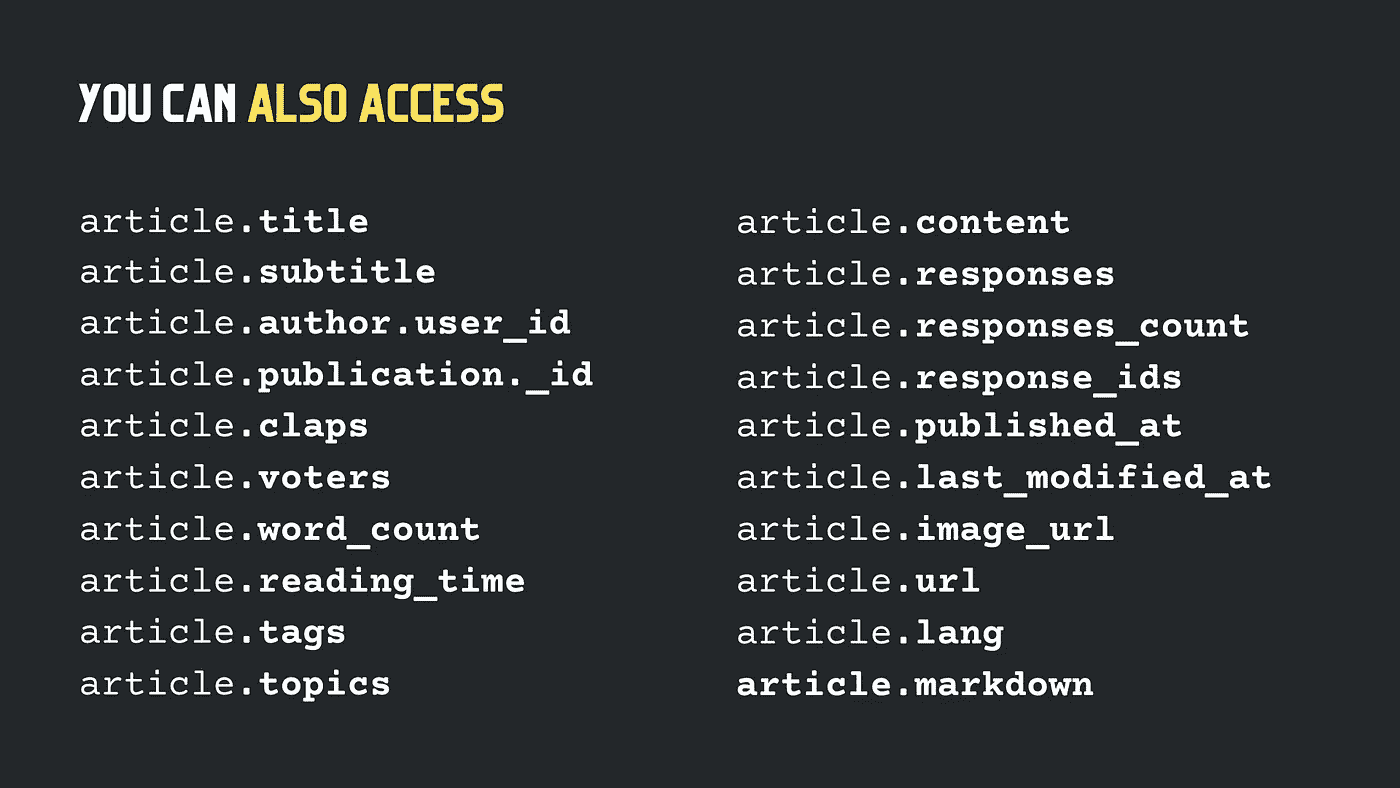 YOU CAN ALSO ACCESS
article.title
article.subtitle
article.author.user_id
article.publication._id
article.claps
article.voters
article.word_count
article.reading_time
article.tags
article.topics
article.content
article.responses
article.responses_count
article.response_ids
article.published_at
article.last_modified_at
article.image_url
article.url
article.lang
article.markdown